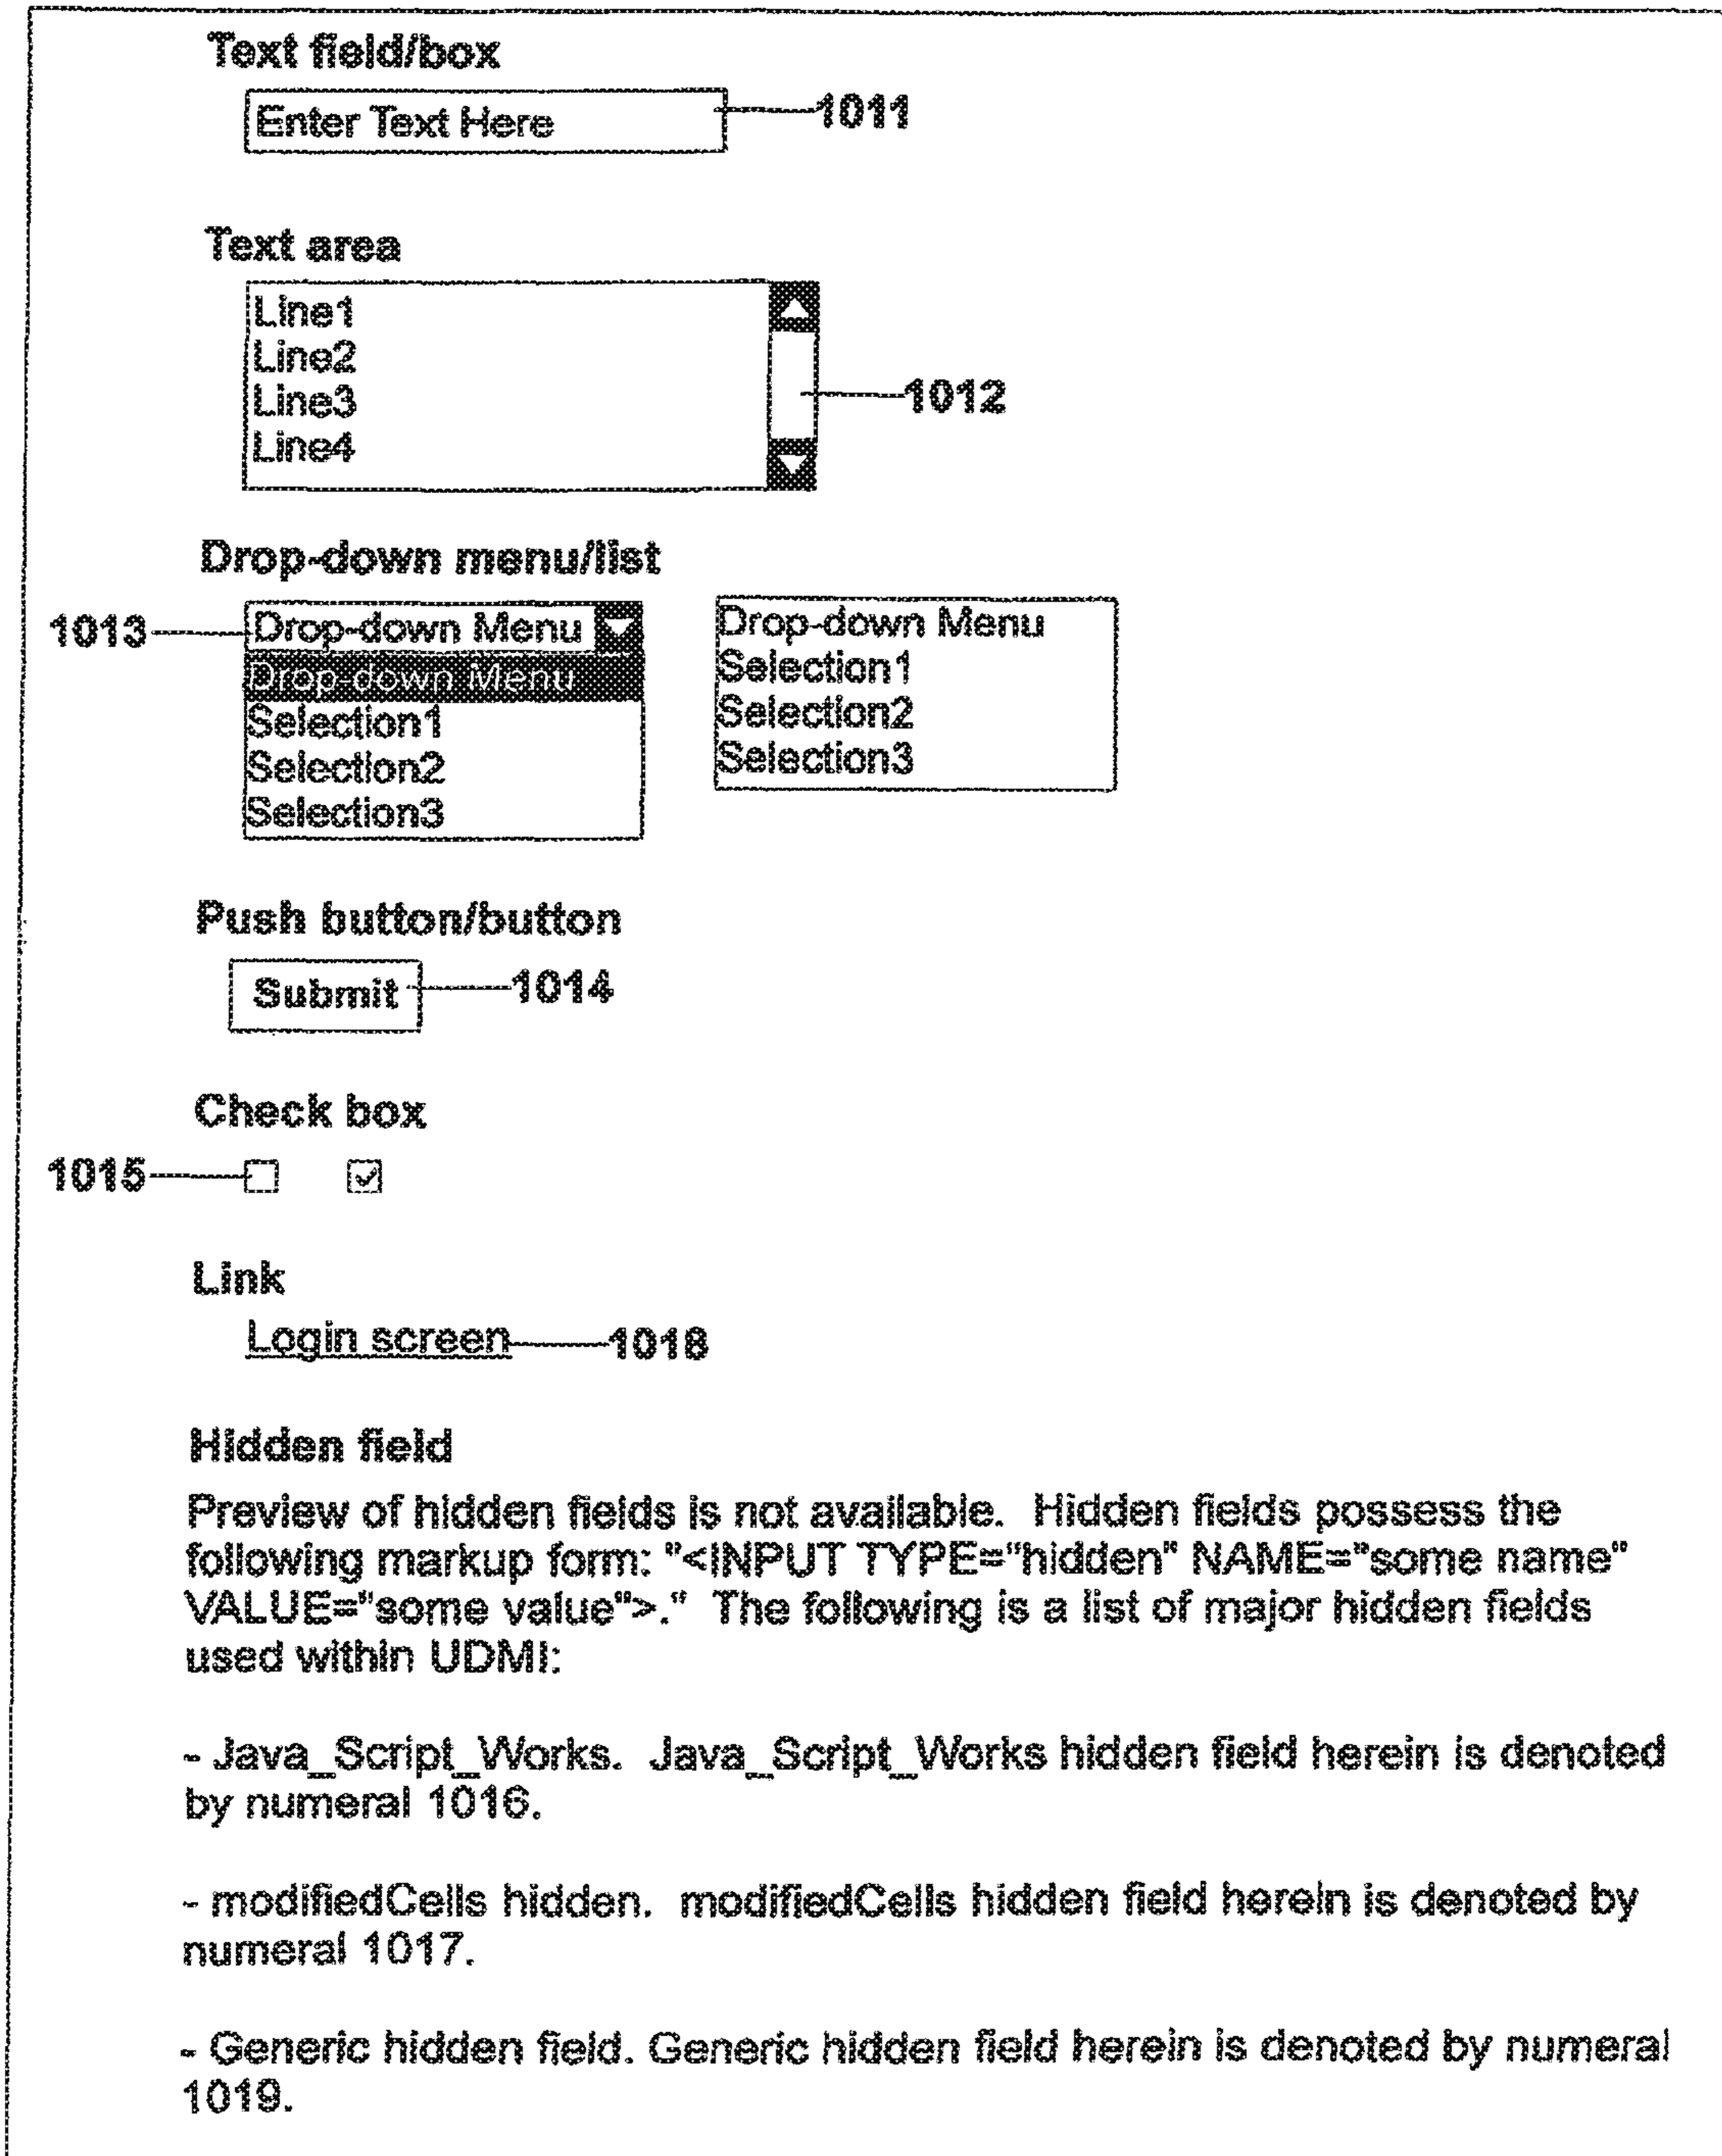 Text field/box
Enter Text Here 1011
Text area
Line1
Line2
Line3 1012
Line4
Drop-down menu/list
1013 Drop-down Menu
Drop-down Menu
Selection1
Selection2
Selection3
Drop-down Menu
Selection1
Selection2
Selection3
Push button/button
Submit 1014
Check box
1015
Link
Login screen 1018
Hidden field
Preview of hidden fields is not available. Hidden fields possess the
following markup form: "<INPUT TYPE="hidden" NAME="some name"
VALUE="some value">." The following is a list of major hidden fields
used within UDMI:
- Java_Script_Works. Java_Script_Works hidden field herein is denoted
by numeral 1016.
- modifiedCells hidden. modifiedCells hidden field herein is denoted by
numeral 1017.
- Generic hidden field. Generic hidden field herein is denoted by numeral
1019.